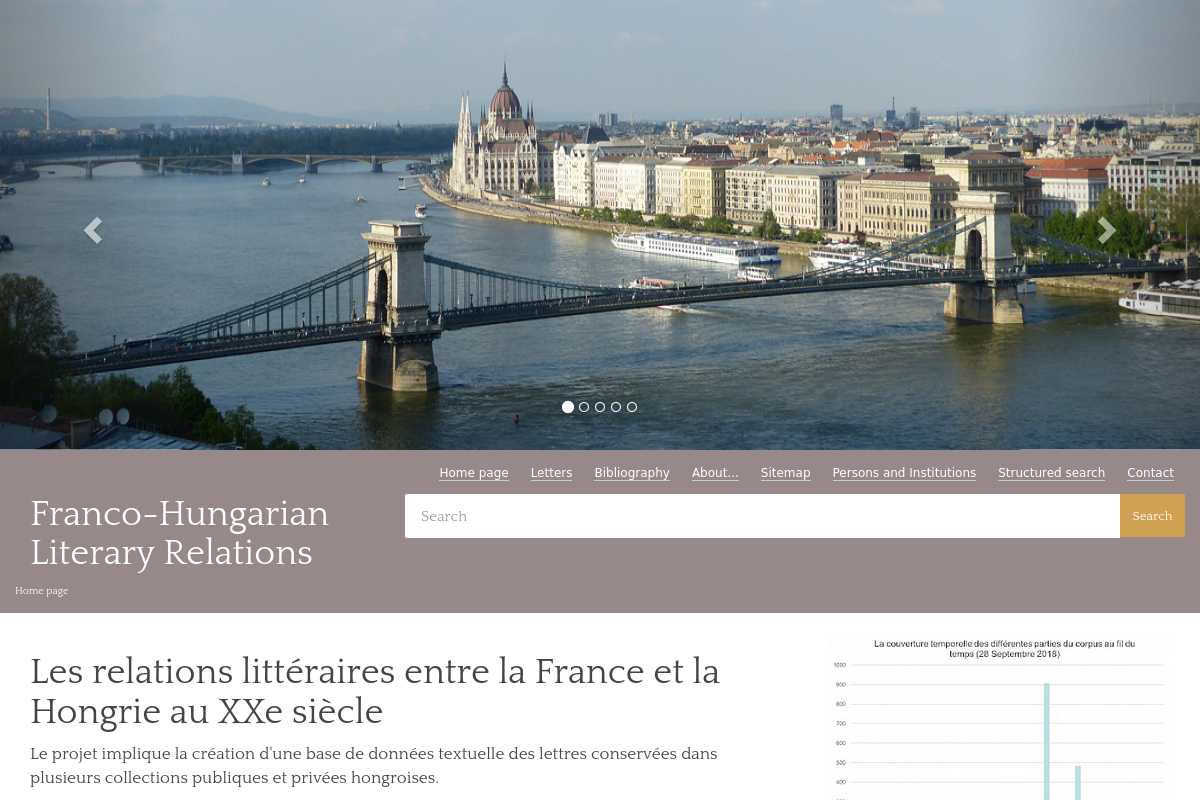 Home page Letters Bibliography About... Sitemap Persons and Institutions Structured search Contact
Franco-Hungarian
Literary Relations
Search
Search
Home page
Les relations littéraires entre la France et la
Hongrie au XXe siècle
Le projet implique la création d'une base de données textuelle des lettres conservées dans
plusieurs collections publiques et privées hongroises.
La couverture temporelle des différentes parties du corpus au fil du
temps (28 Septembre 2018)
1000
900
800
700
600
500
400